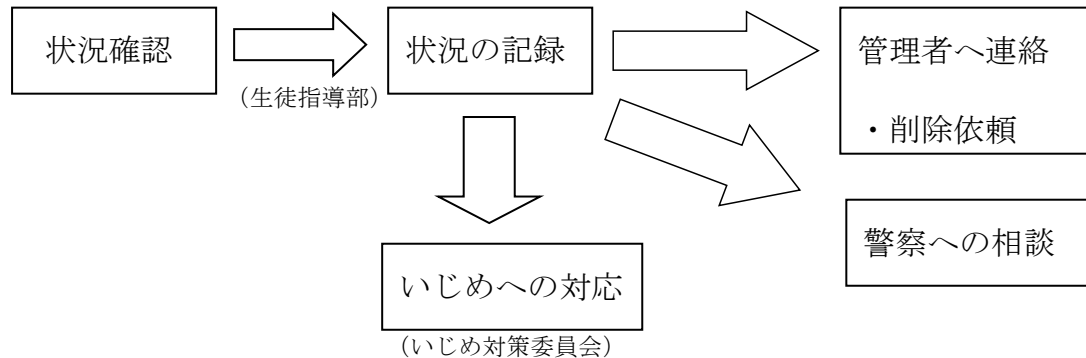 状況確認
状況の記録
管理者へ連絡
・削除依頼
（生徒指導部）
警察への相談
いじめへの対応
（いじめ対策委員会）